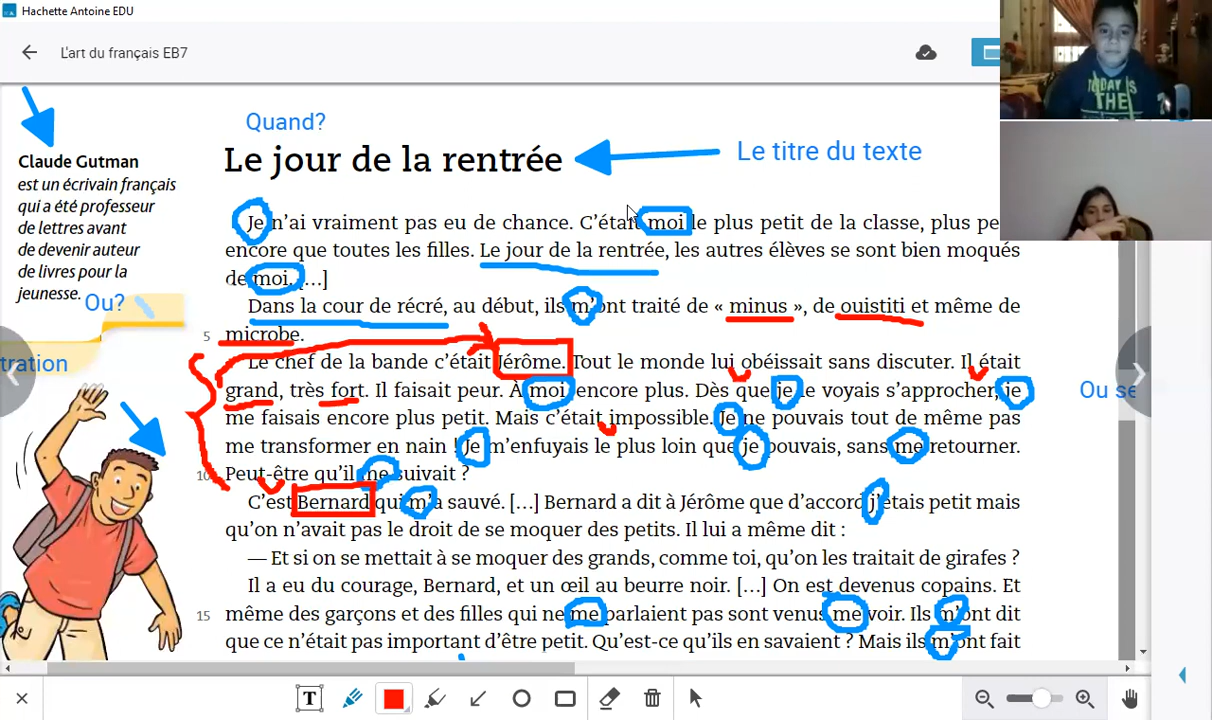 Hachette Antoine EDU
L'art du français EB7
Quand?
Le jour de la rentrée
Le titre du texte
Claude Gutman
est un écrivain français
qui a été professeur
de lettres avant
de devenir auteur
de livres pour la
jeunesse.
Ou?
tration
Je n'ai vraiment pas eu de chance. C'était moi le plus petit de la classe, plus pe
encore que toutes les filles. Le jour de la rentrée, les autres élèves se sont bien moqués
de moi. […]
Dans la cour de récré, au début, ils m'ont traité de « minus », de ouistiti et même de
5
microbe.
Le chef de la bande c'était Jérôme. Tout le monde lui obéissait sans discuter. Il était
grand, très fort. Il faisait peur. À moi encore plus. Dès que je le voyais s'approcher, je
Ou se
me faisais encore plus petit. Mais c'était impossible. Je ne pouvais tout de même pas
me transformer en nain ! Je m'enfuyais le plus loin que je pouvais, sans me retourner.
10
Peut-être qu'il me suivait ?
C'est Bernard qui m'a sauvé. […] Bernard a dit à Jérôme que d'accord j'étais petit mais
qu'on n'avait pas le droit de se moquer des petits. Il lui a même dit :
— Et si on se mettait à se moquer des grands, comme toi, qu'on les traitait de girafes ?
Il a eu du courage, Bernard, et un œil au beurre noir. […] On est devenus copains. Et
15
même des garçons et des filles qui ne me parlaient pas sont venus me voir. Ils m'ont dit
que ce n'était pas important d'être petit. Qu'est-ce qu'ils en savaient ? Mais ils m'ont fait
T